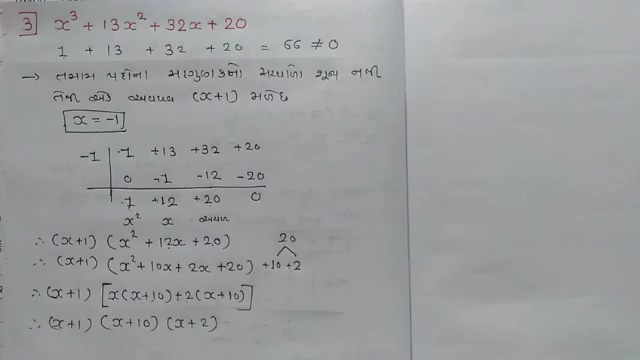 3 x³ + 13x² + 32x + 20
1 + 13 + 32 + 20 = 66 ≠ 0
→ તમામ પદોના સહગુણકોનો સરવાળો શૂન્ય નથી
તેથી એક અવયવ (x+1) મળે છે
x = -1
-1 | 1 +13 +32 +20
0 -1 -12 -20
1 +12 +20 0
x² x અચળ
∴ (x+1) (x² + 12x + 20) 20
∴ (x+1) (x² + 10x + 2x + 20) +10 +2
∴ (x+1) [x(x+10) + 2(x+10)]
∴ (x+1) (x+10) (x+2)